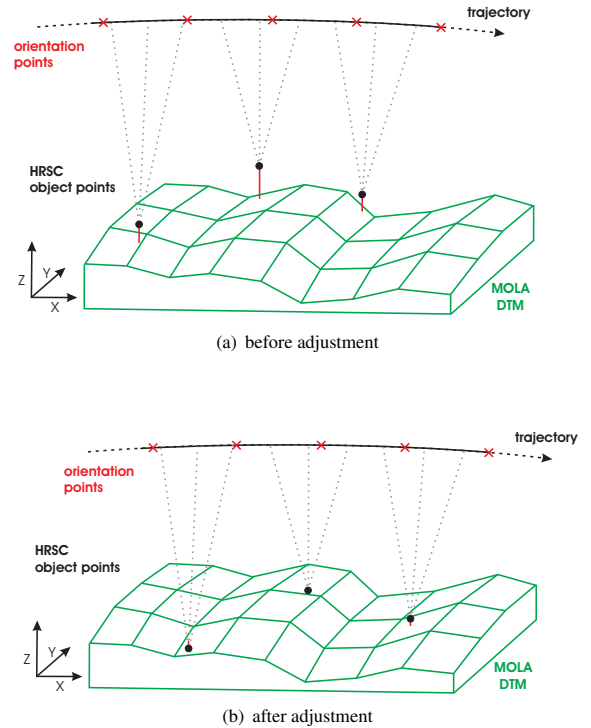 trajectory
orientation
points
HRSC
object points
Z
Y
X
MOLA
DTM
(a) before adjustment
trajectory
orientation
points
HRSC
object points
Z
Y
X
MOLA
DTM
(b) after adjustment